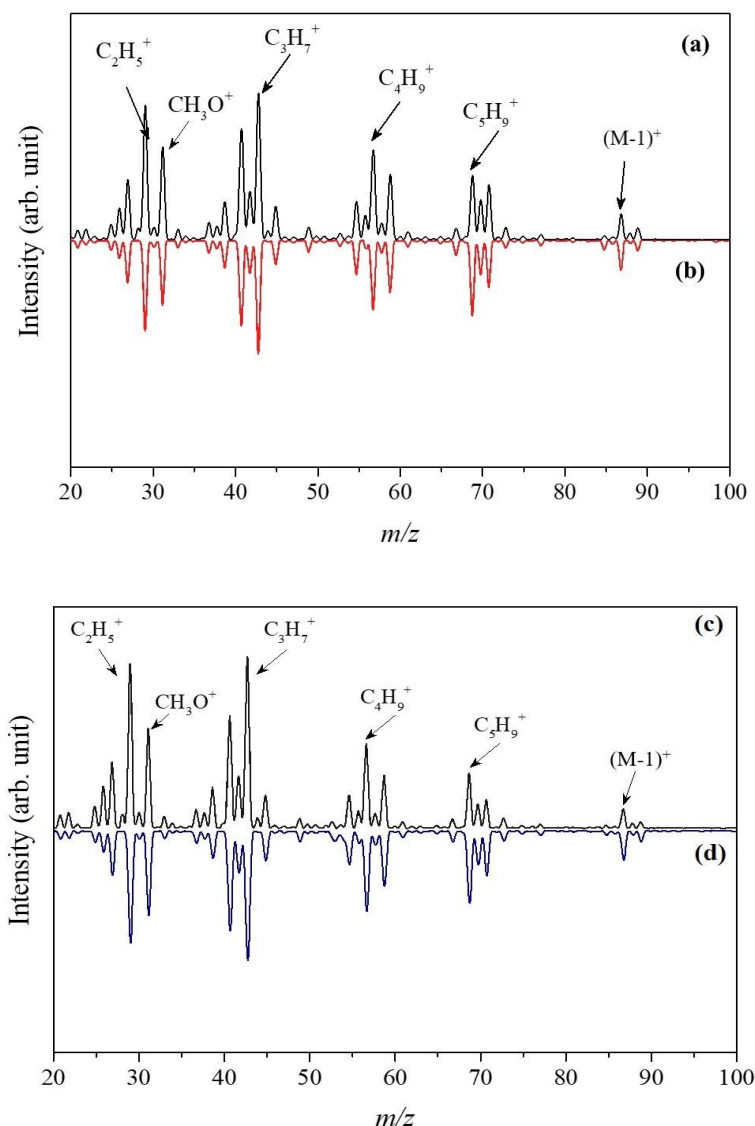 (a)
C₃H₇⁺
C₂H₅⁺
C₄H₉⁺
CH₃O⁺
C₅H₉⁺
(M-1)⁺
Intensity (arb. unit)
(b)
20 30 40 50 60 70 80 90 100
m/z
(c)
C₂H₅⁺
C₃H₇⁺
CH₃O⁺
C₄H₉⁺
C₅H₉⁺
(M-1)⁺
Intensity (arb. unit)
(d)
20 30 40 50 60 70 80 90 100
m/z